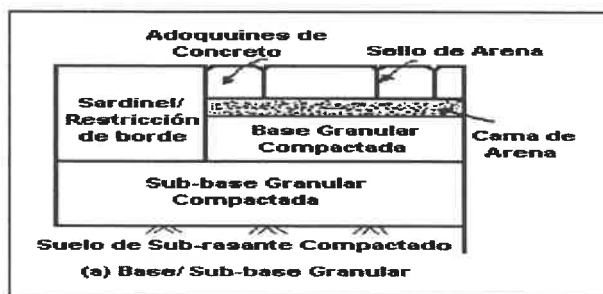 Adoquines de
Concreto
Sello de Arena
Sardinel/
Restricción
de borde
Base Granular
Compactada
Cama de
Arena
Sub-base Granular
Compactada
Suelo de Sub-rasante Compactado
(a) Base/ Sub-base Granular